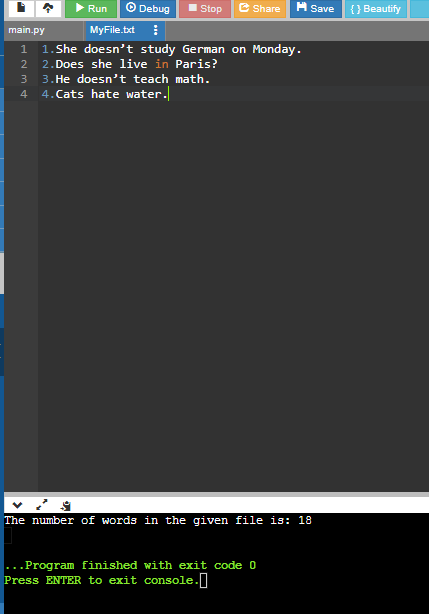 Run Debug Stop Share Save { } Beautify
main.py MyFile.txt
1 1.She doesn’t study German on Monday.
2 2.Does she live in Paris?
3 3.He doesn’t teach math.
4 4.Cats hate water.
The number of words in the given file is: 18
...Program finished with exit code 0
Press ENTER to exit console.